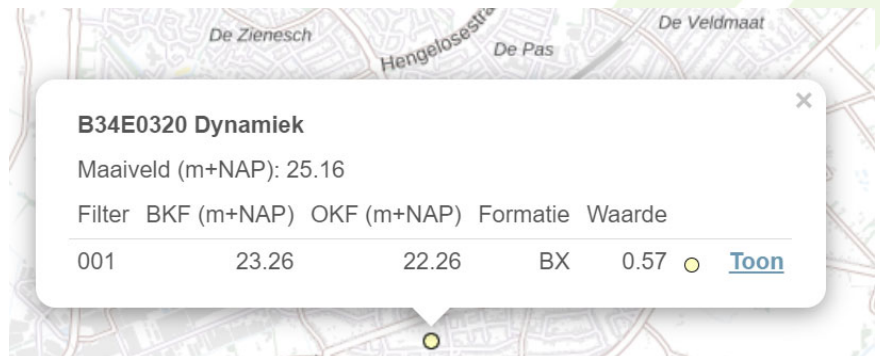 De Zienesch
Hengelosestra
De Pas
De Veldmaat
×
B34E0320 Dynamiek
Maaiveld (m+NAP): 25.16
Filter BKF (m+NAP) OKF (m+NAP) Formatie Waarde
001 23.26 22.26 BX 0.57 Toon